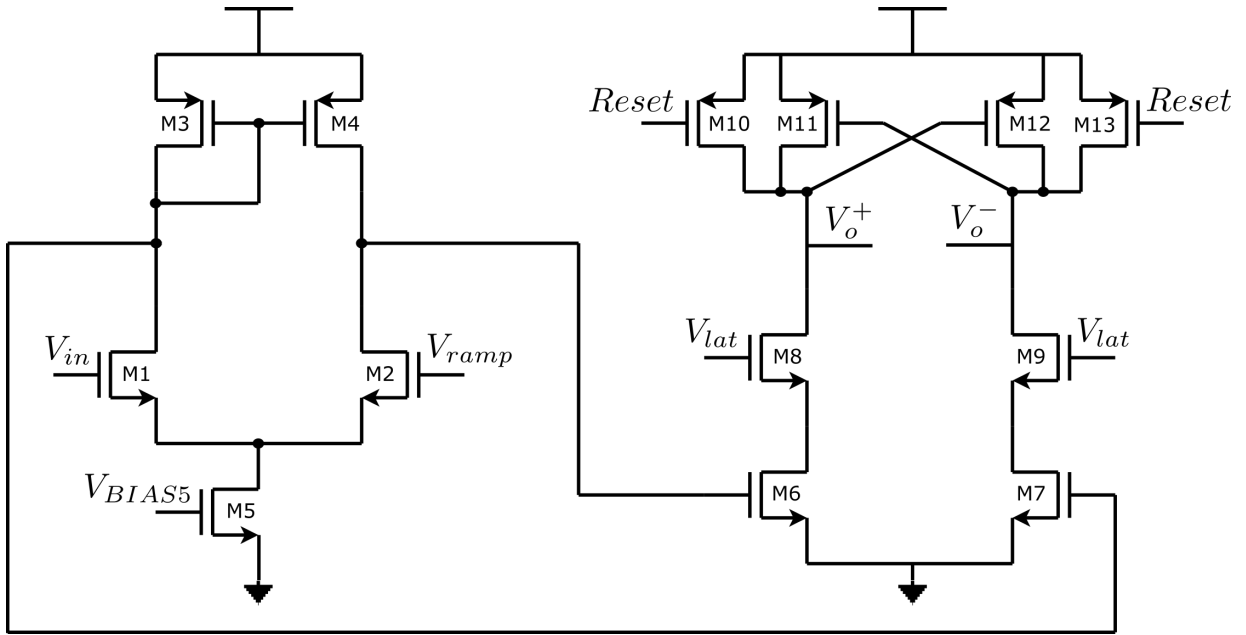 Reset M10 M11 M12 M13 Reset
M3 M4
V_o^+ V_o^-
V_in M1 M2 V_ramp
V_lat M8 M9 V_lat
V_BIAS5 M5
M6 M7